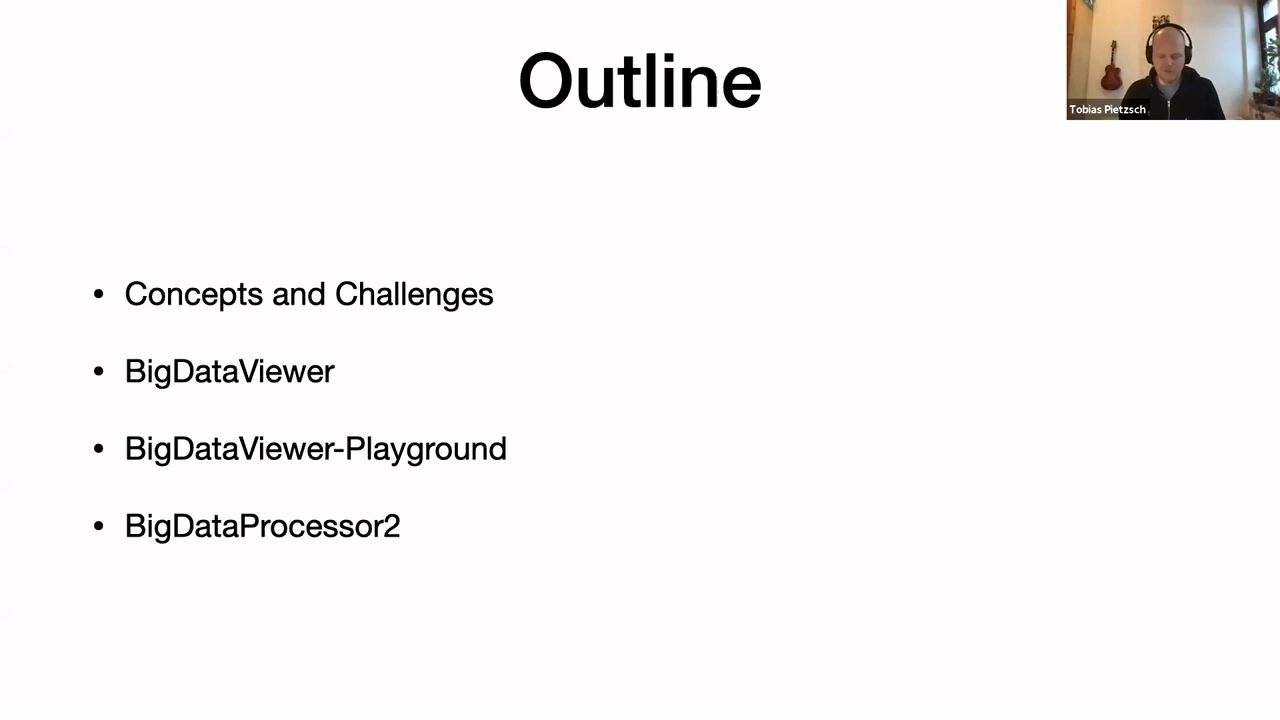 Outline
Tobias Pietzsch
• Concepts and Challenges
• BigDataViewer
• BigDataViewer-Playground
• BigDataProcessor2